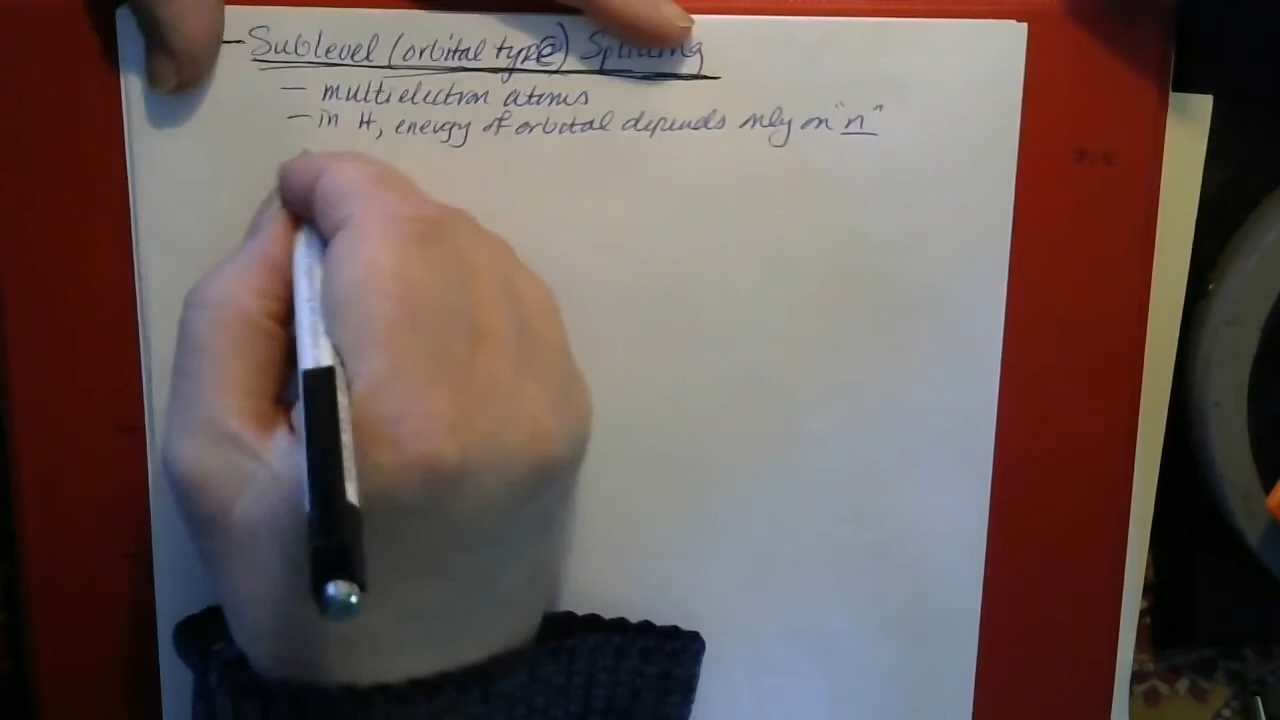 - Sublevel (orbital type) Splitting
- multielectron atoms
- in H, energy of orbital depends only on "n"